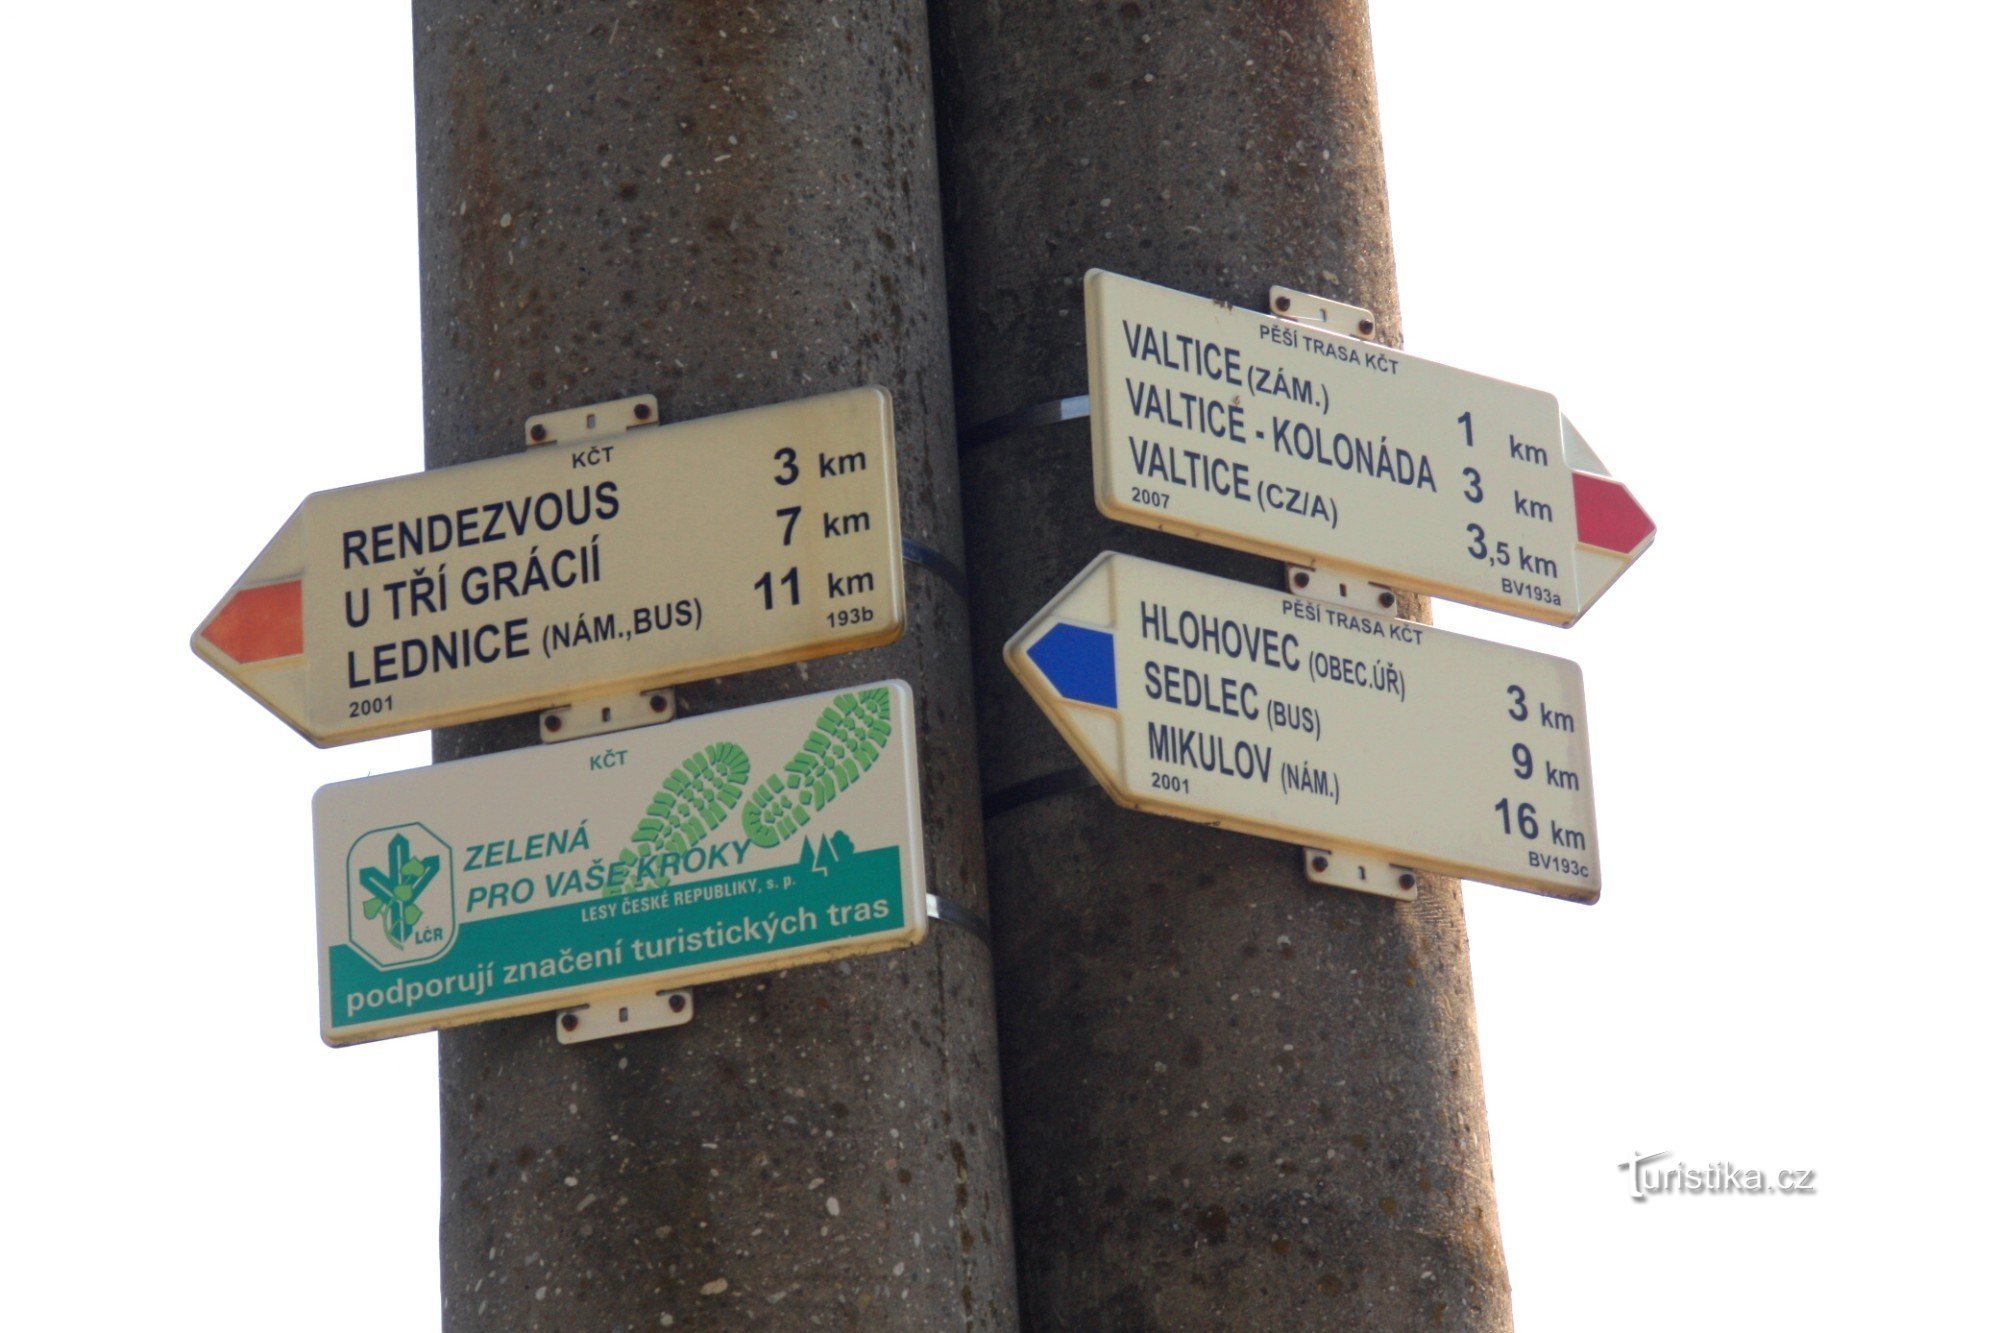 KČT
RENDEZVOUS 3 km
U TŘÍ GRÁCIÍ 7 km
LEDNICE (NÁM.,BUS) 11 km
2001 193b
KČT
ZELENÁ
PRO VAŠE KROKY
LESY ČESKÉ REPUBLIKY, s. p.
LČR
podporují značení turistických tras
PĚŠÍ TRASA KČT
VALTICE (ZÁM.) 1 km
VALTICE - KOLONÁDA 3 km
VALTICE (CZ/A) 3,5 km
2007 BV193a
PĚŠÍ TRASA KČT
HLOHOVEC (OBEC.ÚŘ) 3 km
SEDLEC (BUS) 9 km
MIKULOV (NÁM.) 16 km
2001 BV193c
Turistika.cz